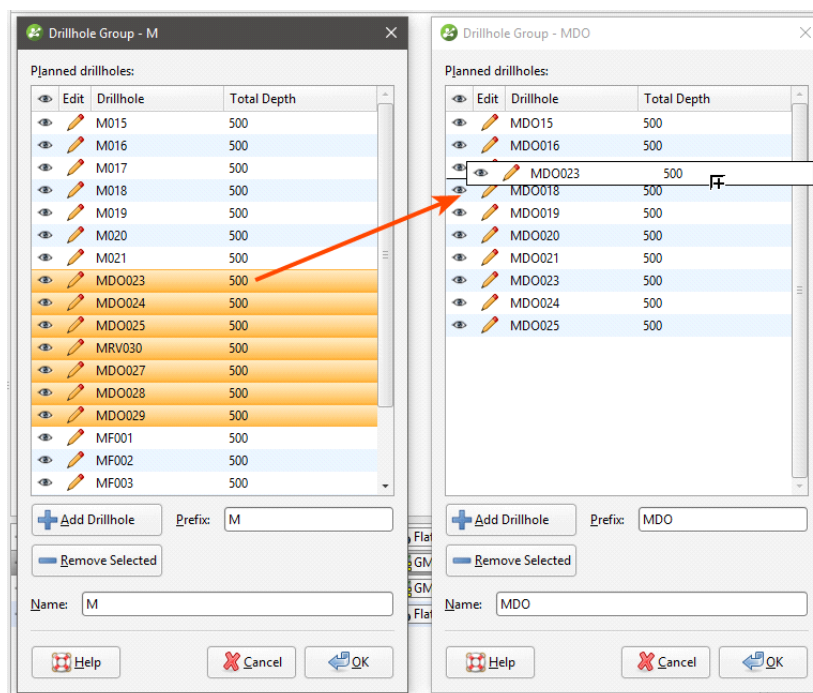 Drillhole Group - M
Planned drillholes:
Edit Drillhole Total Depth
M015 500
M016 500
M017 500
M018 500
M019 500
M020 500
M021 500
MDO023 500
MDO024 500
MDO025 500
MRV030 500
MDO027 500
MDO028 500
MDO029 500
MF001 500
MF002 500
MF003 500
Add Drillhole Prefix: M
Remove Selected
Name: M
Help Cancel OK
Flat
GM
GM
Flat
Drillhole Group - MDO
Planned drillholes:
Edit Drillhole Total Depth
MDO15 500
MDO016 500
MDO023 500
MDO018 500
MDO019 500
MDO020 500
MDO021 500
MDO023 500
MDO024 500
MDO025 500
Add Drillhole Prefix: MDO
Remove Selected
Name: MDO
Help Cancel OK